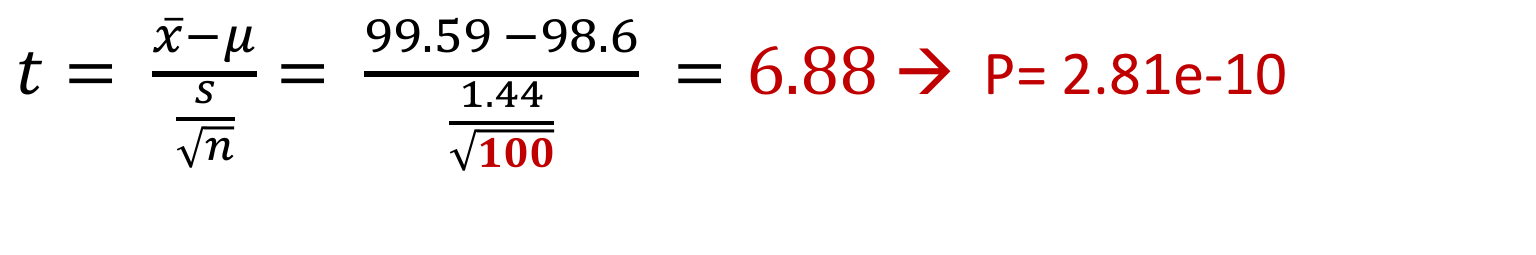 t = (x̄−μ)/(s/√n) = (99.59 −98.6)/(1.44/√100) = 6.88 → P= 2.81e-10